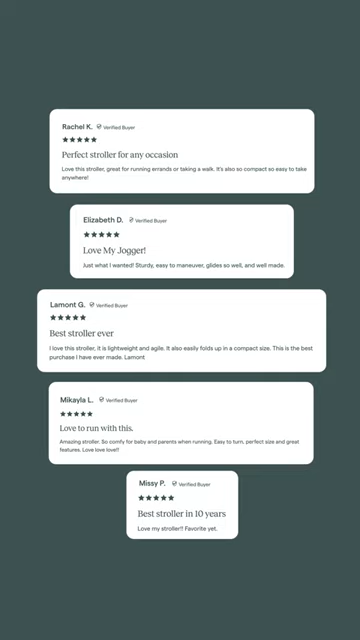 Rachel K. Verified Buyer
★★★★★
Perfect stroller for any occasion
Love this stroller, great for running errands or taking a walk. It's also so compact so easy to take
anywhere!
Elizabeth D. Verified Buyer
★★★★★
Love My Jogger!
Just what I wanted! Sturdy, easy to maneuver, glides so well, and well made.
Lamont G. Verified Buyer
★★★★★
Best stroller ever
I love this stroller, it is lightweight and agile. It also easily folds up in a compact size. This is the best
purchase I have ever made. Lamont
Mikayla L. Verified Buyer
★★★★★
Love to run with this.
Amazing stroller. So comfy for baby and parents when running. Easy to turn, perfect size and great
features. Love love love!!
Missy P. Verified Buyer
★★★★★
Best stroller in 10 years
Love my stroller!! Favorite yet.